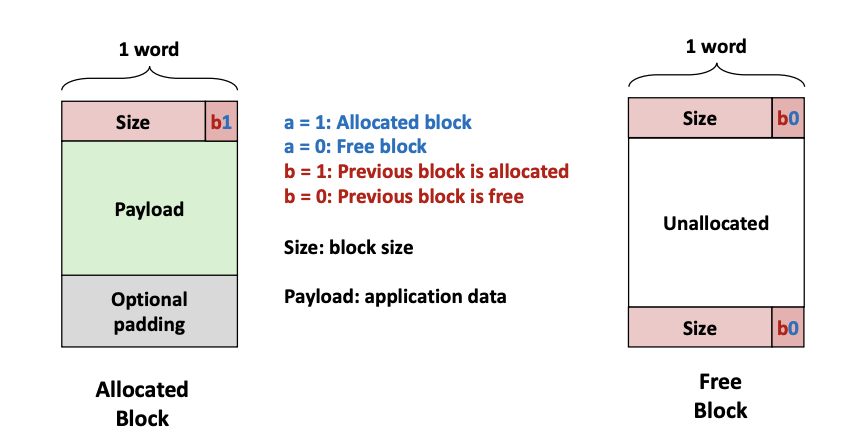 1 word
Size
b1
Payload
Optional
padding
Allocated
Block
a = 1: Allocated block
a = 0: Free block
b = 1: Previous block is allocated
b = 0: Previous block is free
Size: block size
Payload: application data
1 word
Size
b0
Unallocated
Size
b0
Free
Block